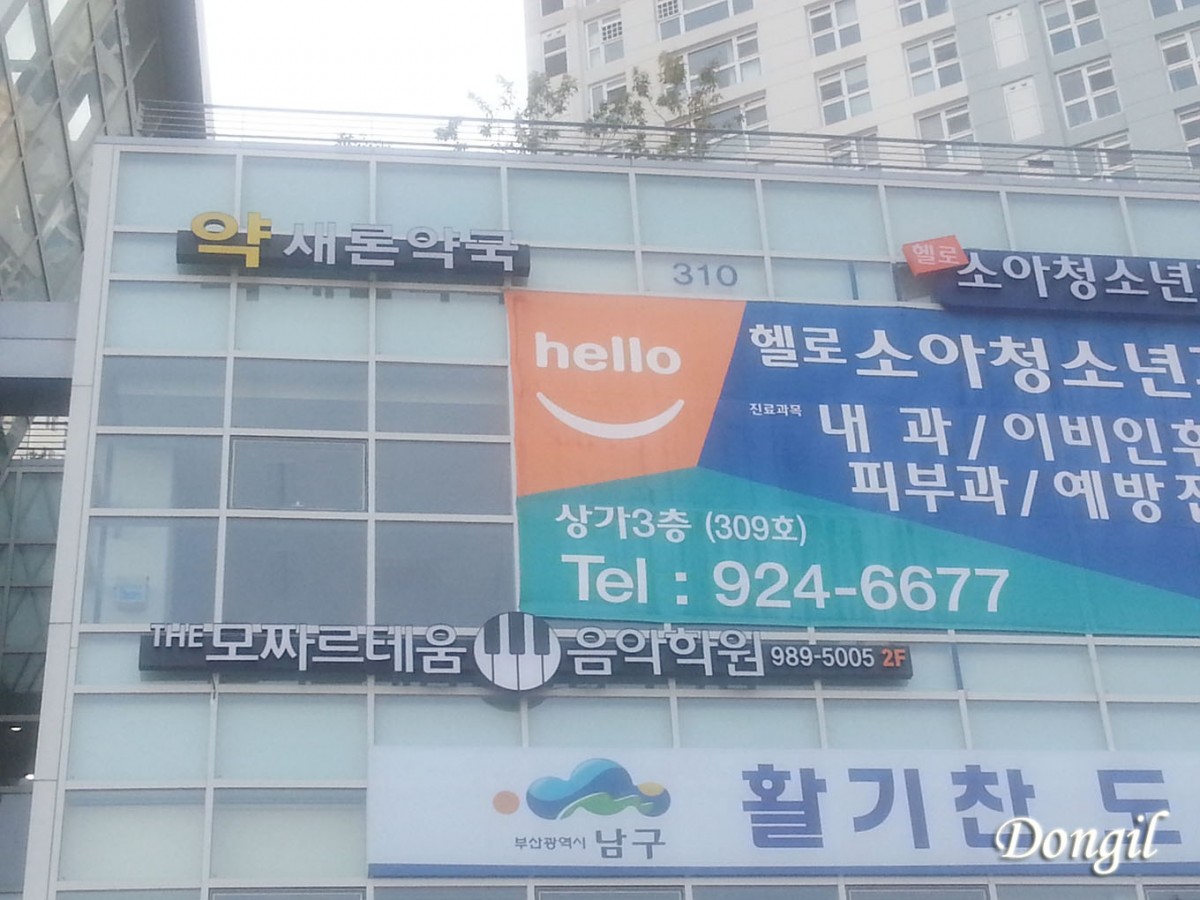 약 새론약국
310
헬로
소아청소년
hello
헬로 소아청소년
진료과목
내 과 / 이비인후
피부과 / 예방
상가3층 (309호)
Tel : 924-6677
THE 모짜르테움 음악학원 989-5005 2F
부산광역시 남구
활기찬 도
Dongil